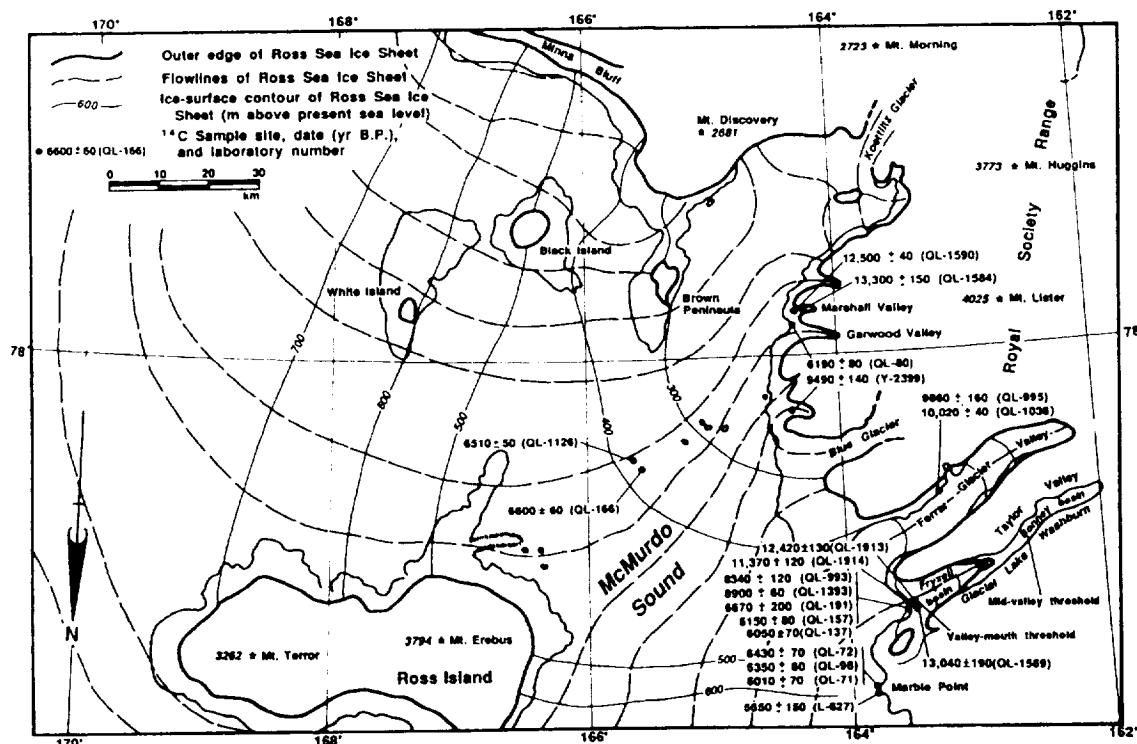 170°
168°
166°
164°
162°
Outer edge of Ross Sea Ice Sheet
Flowlines of Ross Sea Ice Sheet
600
Ice-surface contour of Ross Sea Ice
Sheet (m above present sea level)
14C Sample site, date (yr B.P.),
and laboratory number
6600 ± 60 (QL-166)
0 10 20 30
km
Minna
Bluff
2723 ★ Mt. Morning
Mt. Discovery
★ 2681
Koettlitz Glacier
3773 ★ Mt. Huggins
Royal Society Range
Black Island
White Island
Brown
Peninsula
12,500 ± 40 (QL-1590)
13,300 ± 150 (QL-1584)
4025 ★ Mt. Lister
Marshall Valley
Garwood Valley
78°
78°
700
600
500
400
300
6190 ± 80 (QL-80)
9490 ± 140 (Y-2399)
9860 ± 160 (QL-995)
10,020 ± 40 (QL-1036)
Blue Glacier
6510 ± 50 (QL-1126)
6600 ± 60 (QL-166)
Ferrar Glacier Valley
Taylor Valley
Bonney basin
Lake Washburn
Fryxell
basin
Glacier
McMurdo
Sound
12,420 ± 130 (QL-1913)
11,370 ± 120 (QL-1914)
8340 ± 120 (QL-993)
8900 ± 60 (QL-1393)
6670 ± 200 (QL-191)
6150 ± 80 (QL-157)
6050 ± 70 (QL-137)
6430 ± 70 (QL-72)
6350 ± 60 (QL-96)
6010 ± 70 (QL-71)
5650 ± 150 (L-627)
Mid-valley threshold
Valley-mouth threshold
13,040 ± 190 (QL-1569)
Marble Point
500
600
N
3794 ★ Mt. Erebus
3262 ★ Mt. Terror
Ross Island
170°
168°
166°
164°
162°